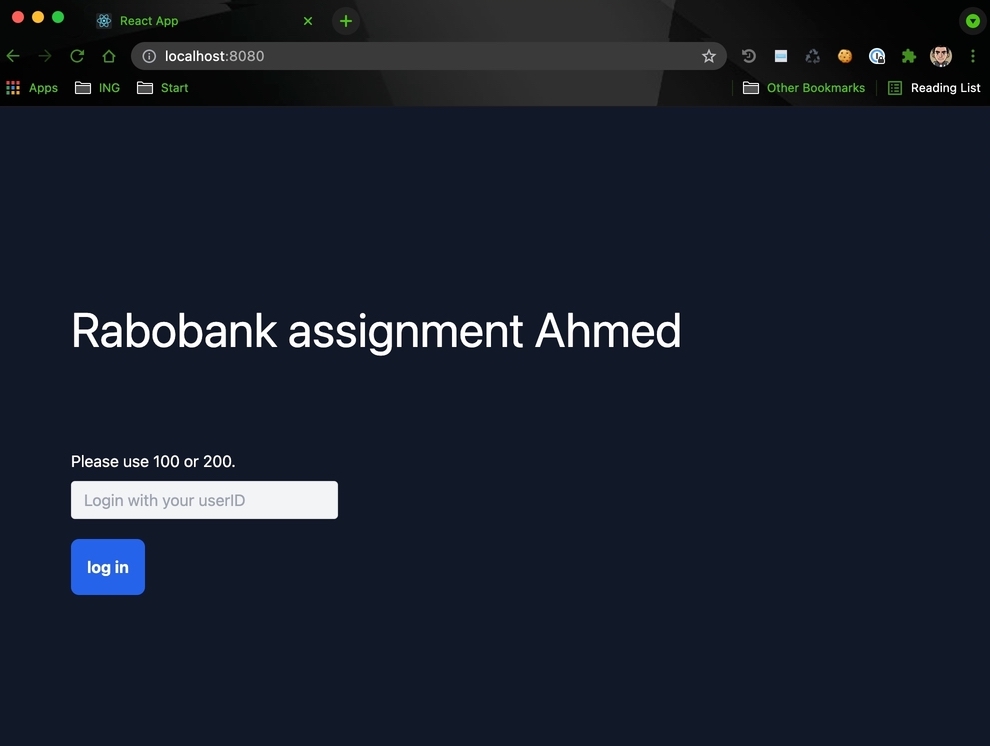 React App
localhost:8080
Apps ING Start Other Bookmarks Reading List
Rabobank assignment Ahmed
Please use 100 or 200.
Login with your userID
log in